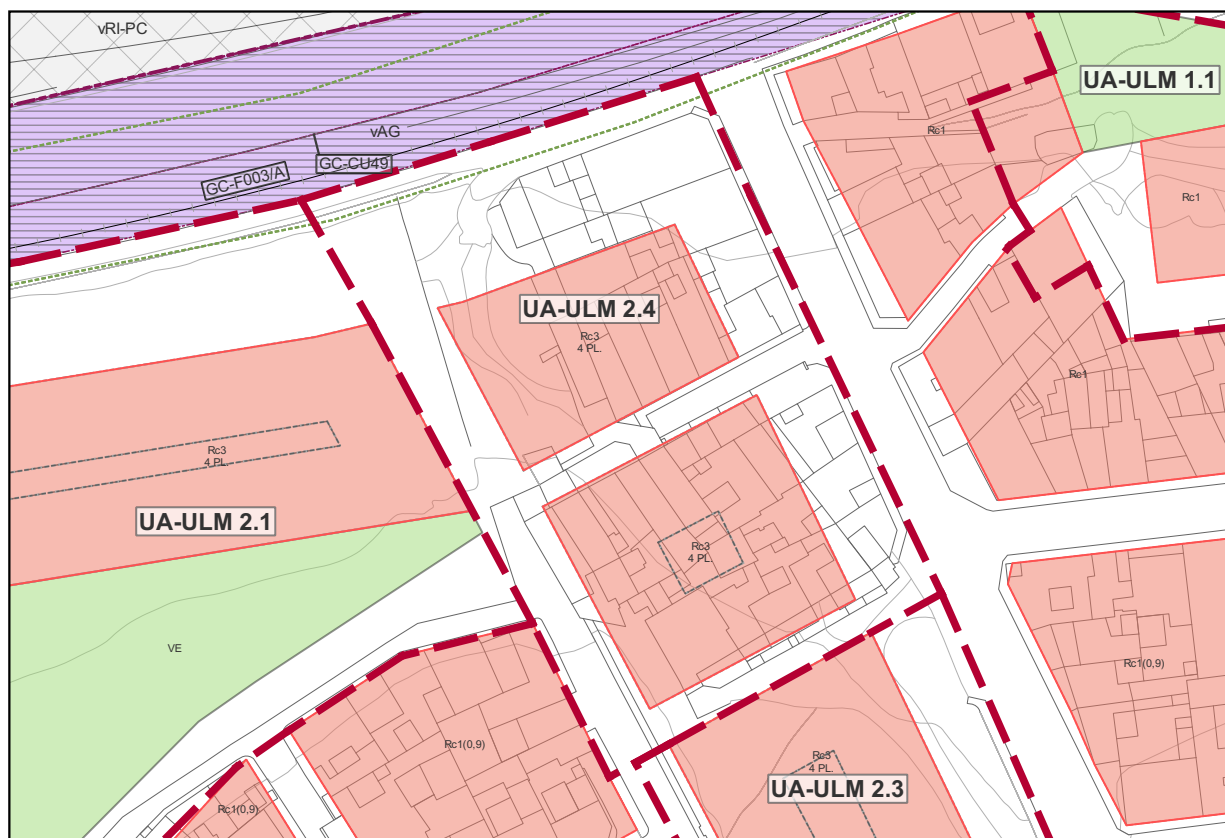 vRI-PC
UA-ULM 1.1
vAG
Rc1
GC-CU49
GC-F003/A
Rc1
UA-ULM 2.4
Rc3
4 PL.
Rc1
Rc3
4 PL.
UA-ULM 2.1
Rc3
4 PL.
VE
Rc1(0,9)
Rc1(0,9)
Rc3
4 PL.
UA-ULM 2.3
Rc1(0,9)